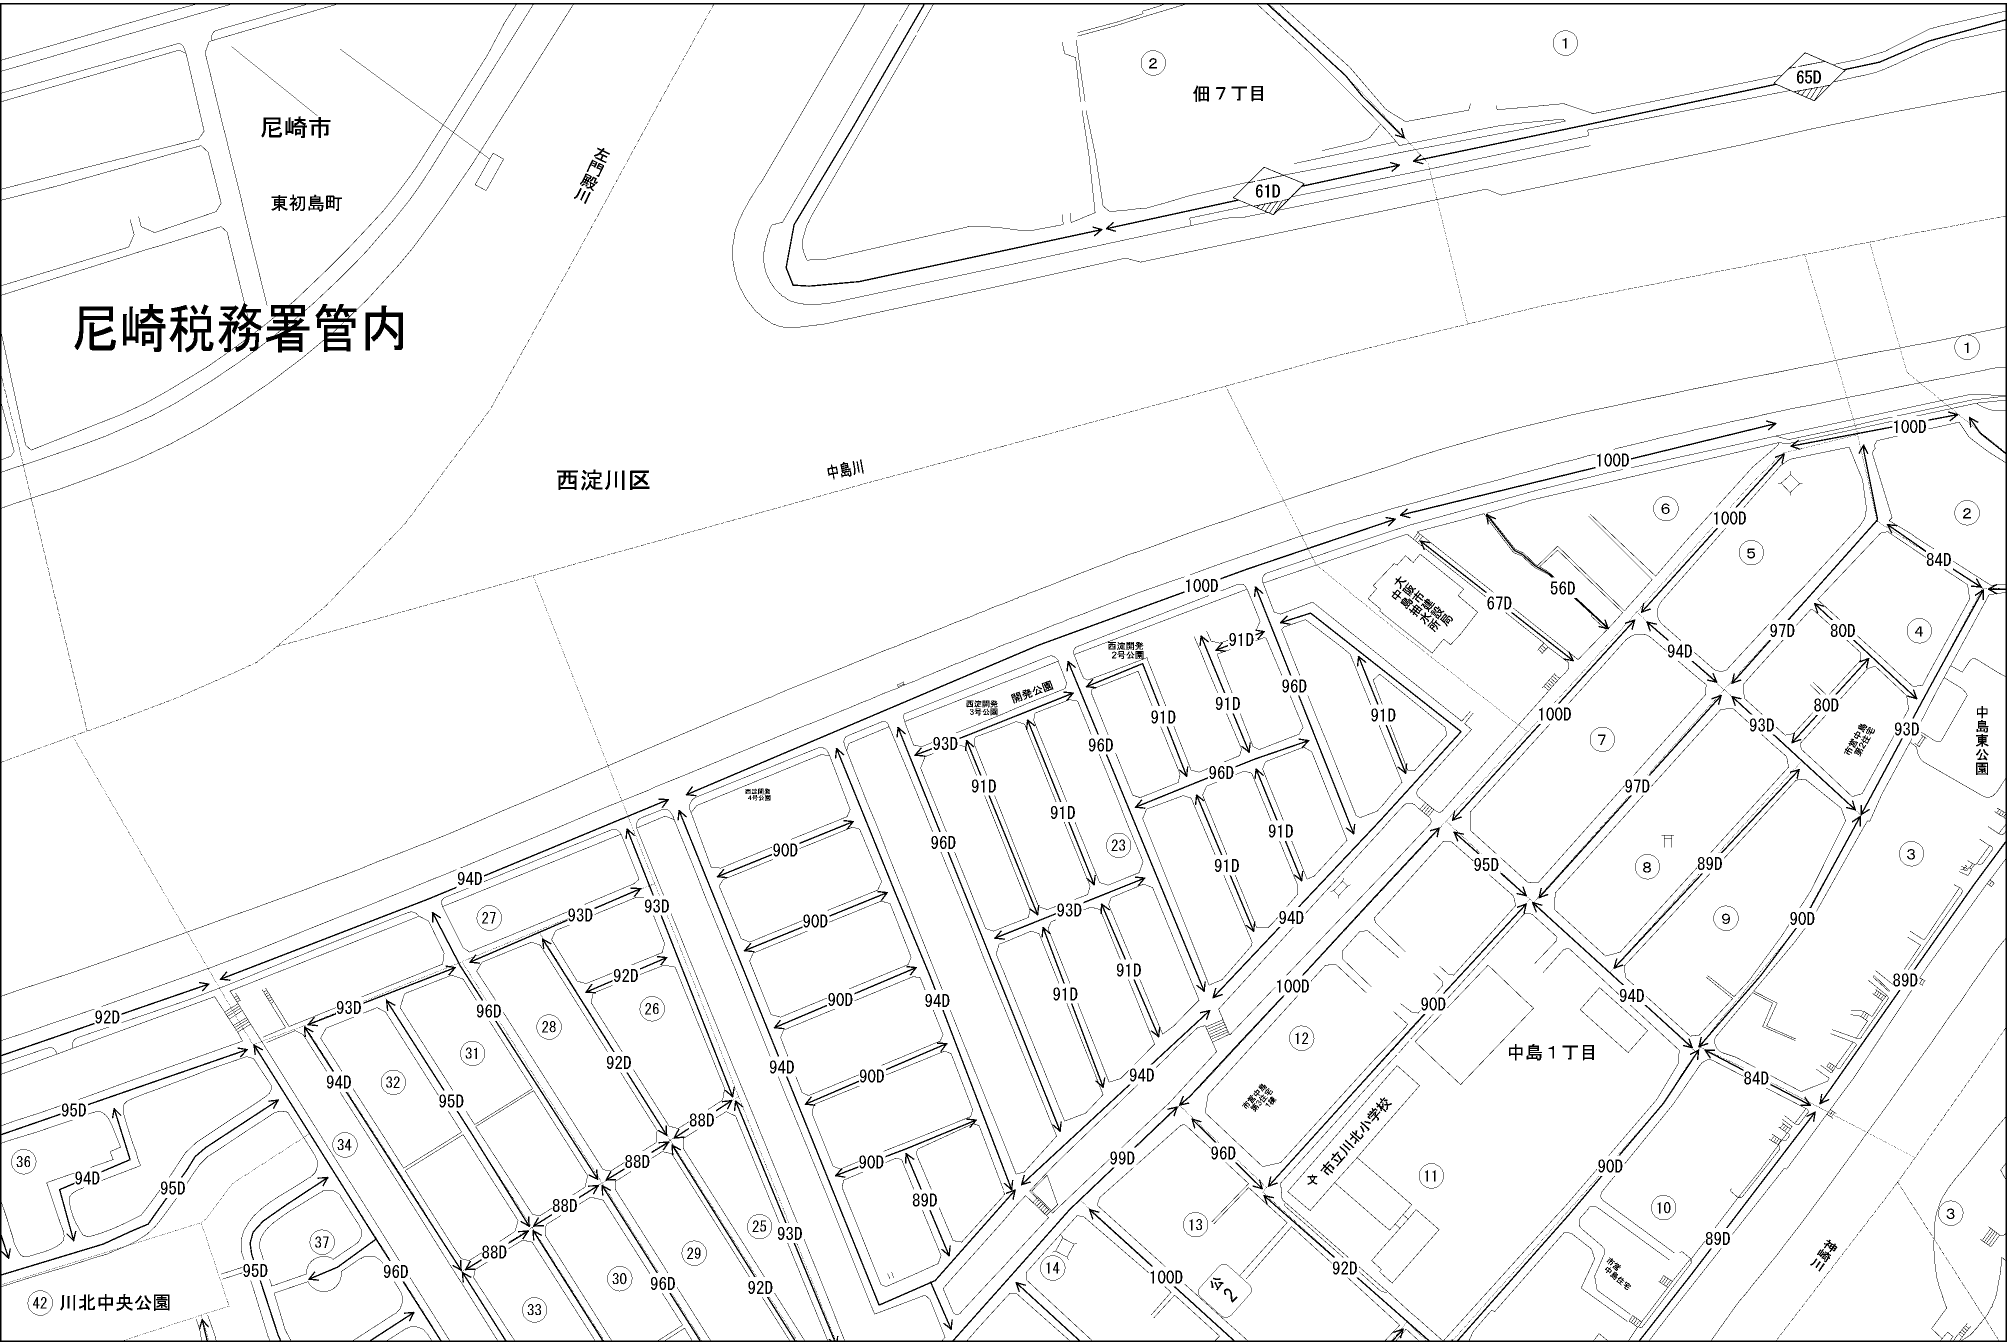 ①
②
65D
佃７丁目
尼崎市
左門殿川
61D
東初島町
尼崎税務署管内
①
100D
100D
西淀川区
中島川
⑥
②
100D
⑤
84D
100D
56D
67D
大阪市建設局
中島抽水所
97D
80D
④
91D
西淀開発
2号公園
94D
96D
開発公園
西淀開発
3号公園
91D
80D
91D
91D
100D
93D
93D
中島東公園
市営中島
第2住宅
⑦
93D
96D
96D
91D
97D
西淀開発
4号公園
91D
91D
96D
90D
㉓
91D
91D
③
⑧
89D
95D
94D
㉗
93D
93D
93D
94D
⑨
90D
90D
92D
91D
89D
100D
91D
94D
90D
94D
90D
93D
96D
㉖
㉘
92D
⑫
中島１丁目
㉛
92D
94D
94D
90D
84D
94D
㉜
95D
95D
市営中島
第3住宅
1棟
市立川北小学校
文
88D
㉞
96D
99D
88D
90D
90D
⑪
㊱
94D
95D
89D
88D
㉕
⑬
⑩
③
93D
㊲
88D
㉙
89D
神崎川
95D
96D
⑭
100D
92D
㉚
96D
92D
市営
中島住宅
公2
㊷
川北中央公園
㉝